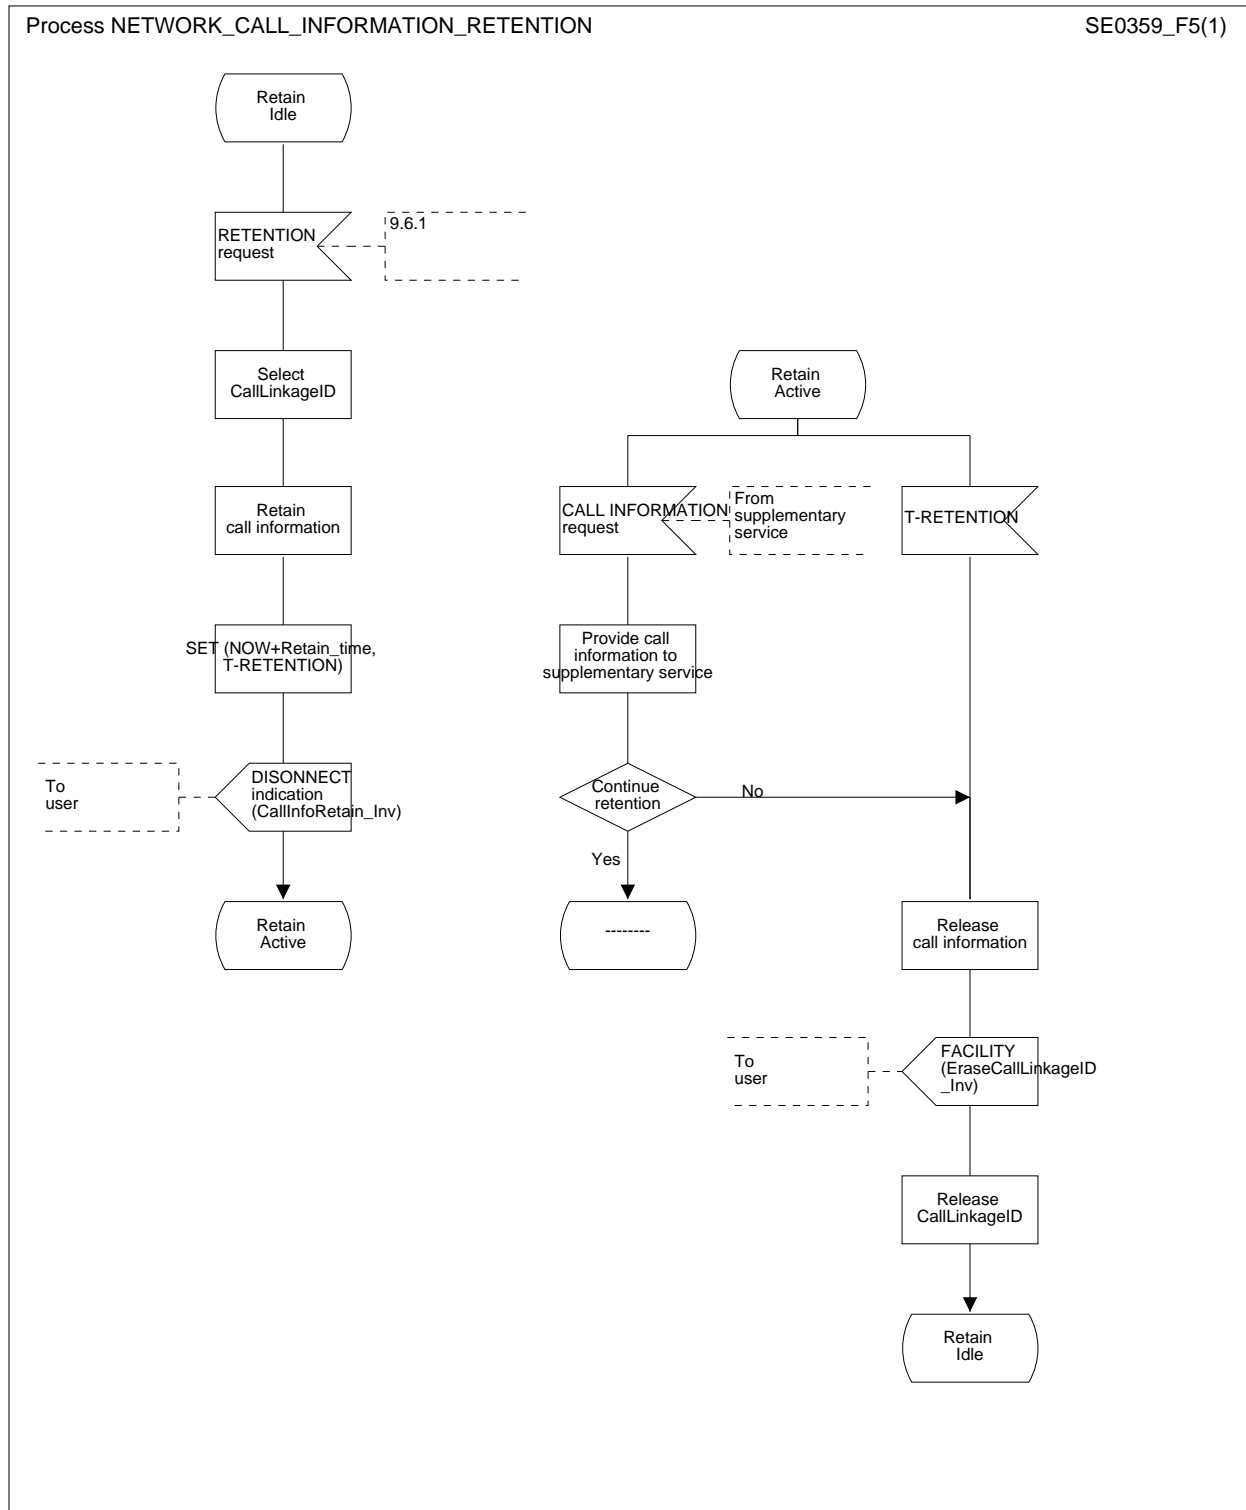 Process NETWORK_CALL_INFORMATION_RETENTION
SE0359_F5(1)
Retain
Idle
RETENTION
request
9.6.1
Select
CallLinkageID
Retain
call information
SET (NOW+Retain_time,
T-RETENTION)
To
user
DISONNECT
indication
(CallInfoRetain_Inv)
Retain
Active
Retain
Active
CALL INFORMATION
request
From
supplementary
service
T-RETENTION
Provide call
information to
supplementary service
Continue
retention
No
Yes
--------
Release
call information
To
user
FACILITY
(EraseCallLinkageID
_Inv)
Release
CallLinkageID
Retain
Idle